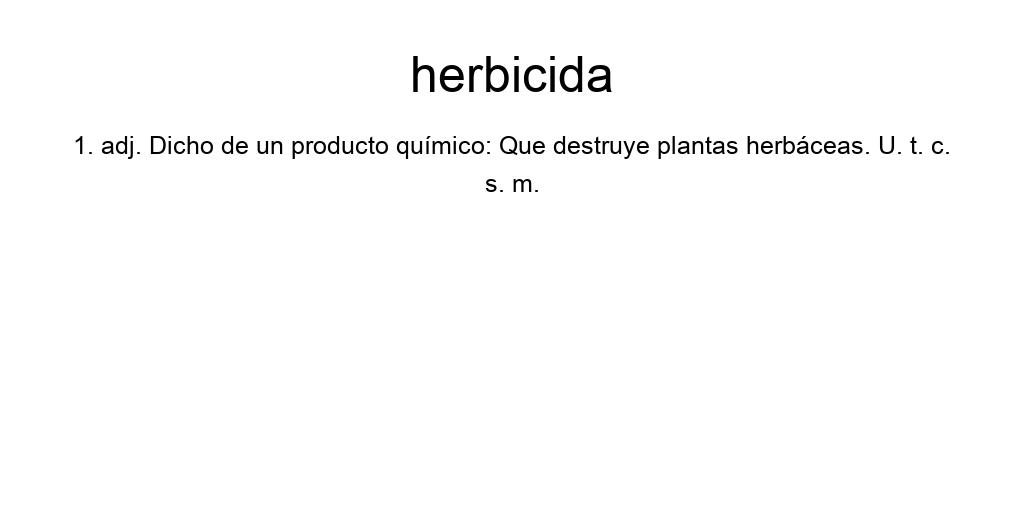 herbicida
1. adj. Dicho de un producto químico: Que destruye plantas herbáceas. U. t. c.
s. m.